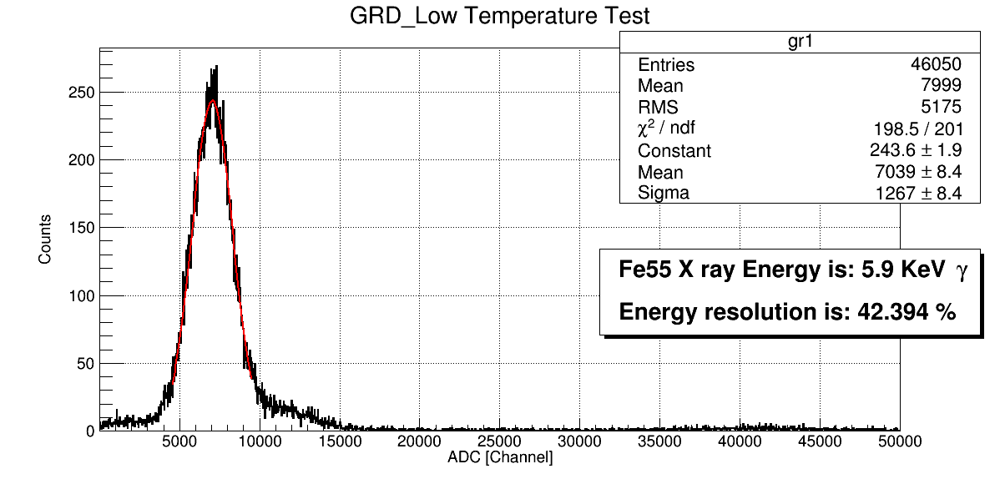 GRD_Low Temperature Test
gr1
Entries 46050
Mean 7999
RMS 5175
χ² / ndf 198.5 / 201
Constant 243.6 ± 1.9
Mean 7039 ± 8.4
Sigma 1267 ± 8.4
Fe55 X ray Energy is: 5.9 KeV γ
Energy resolution is: 42.394 %
Counts
250
200
150
100
50
0
5000 10000 15000 20000 25000 30000 35000 40000 45000 50000
ADC [Channel]